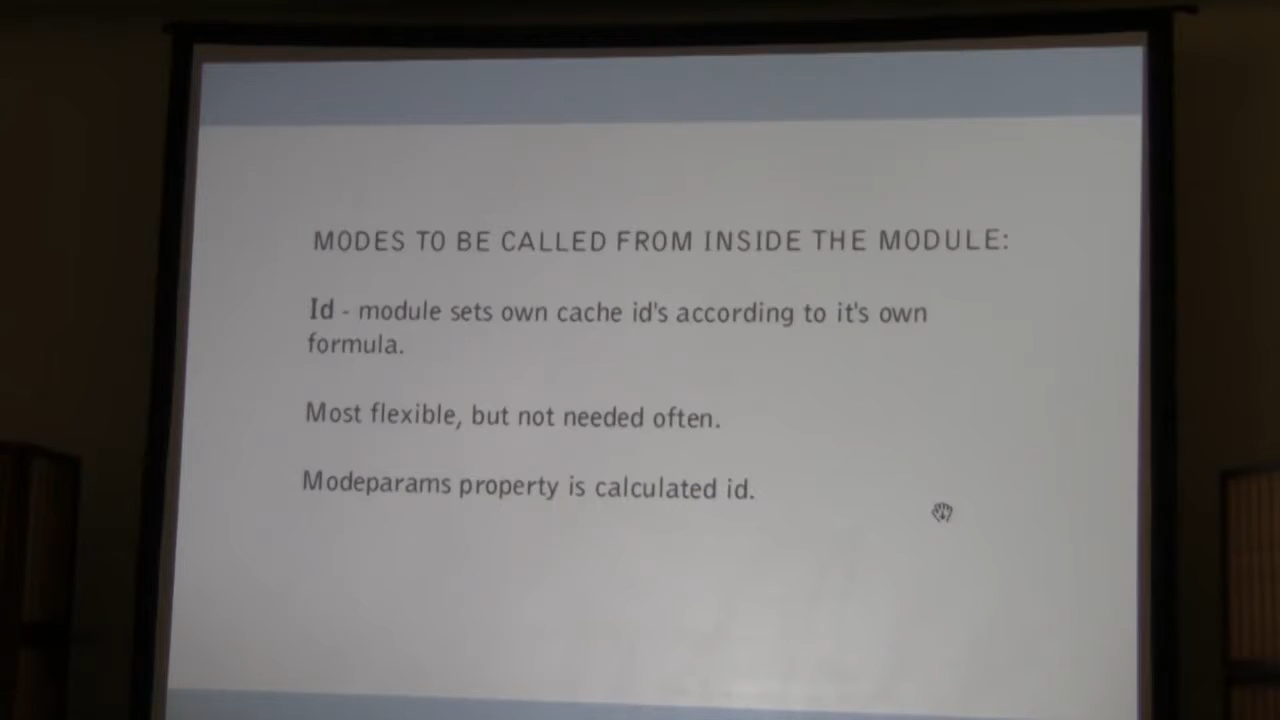 MODES TO BE CALLED FROM INSIDE THE MODULE:
Id - module sets own cache id's according to it's own
formula.
Most flexible, but not needed often.
Modeparams property is calculated id.